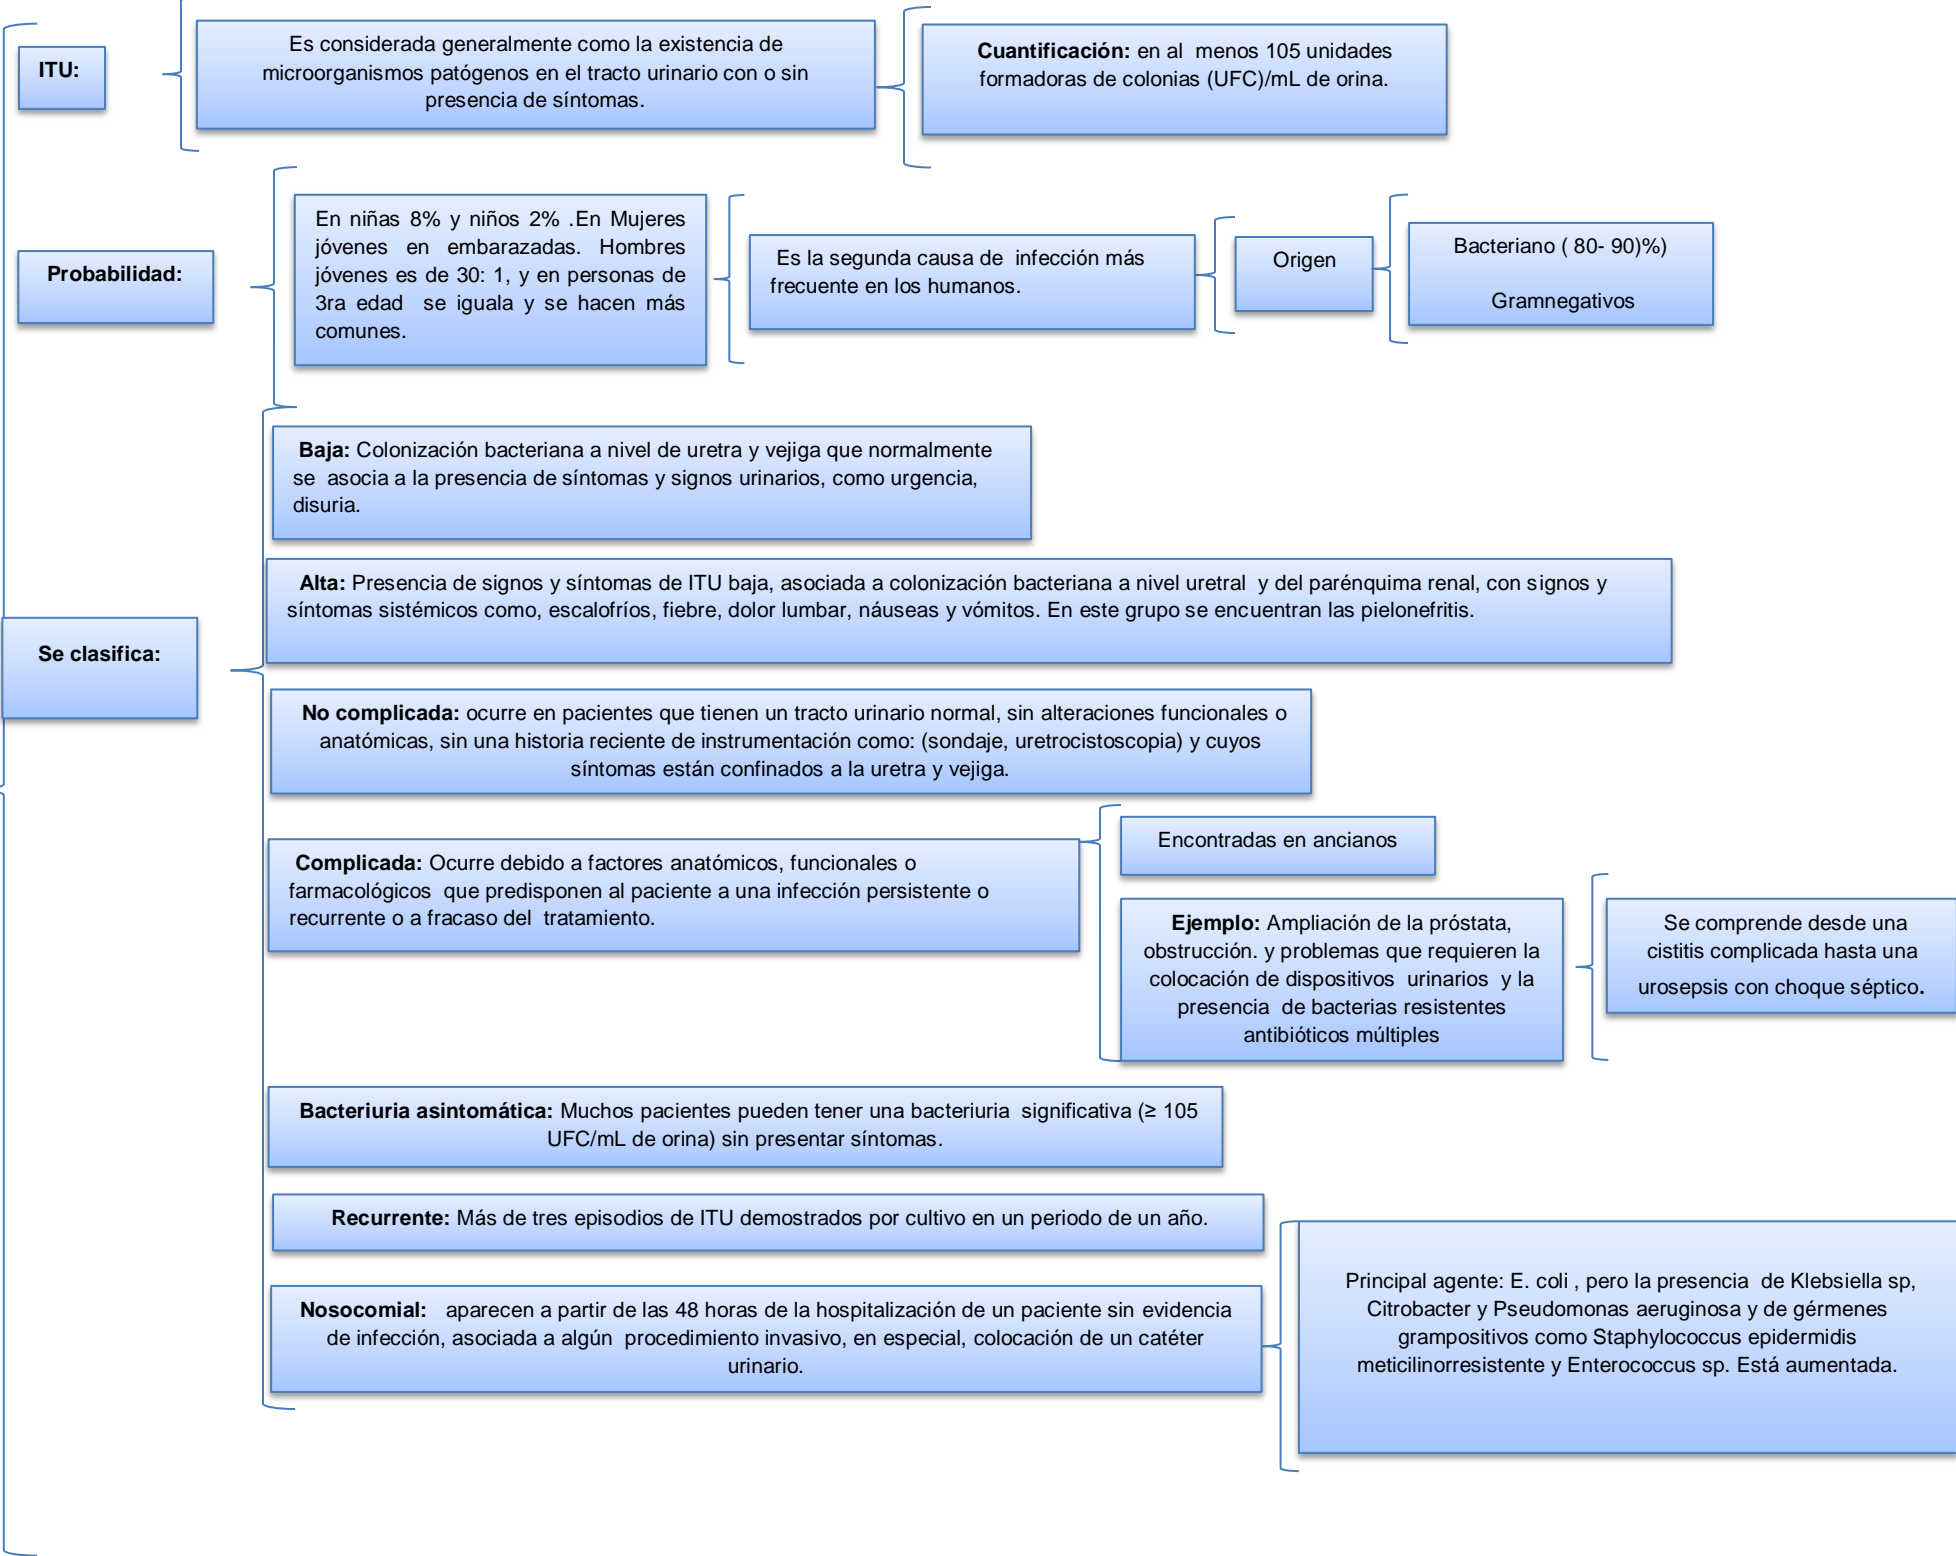 ITU:
Es considerada generalmente como la existencia de
microorganismos patógenos en el tracto urinario con o sin
presencia de síntomas.
Cuantificación: en al menos 105 unidades
formadoras de colonias (UFC)/mL de orina.
Probabilidad:
En niñas 8% y niños 2% .En Mujeres
jóvenes en embarazadas. Hombres
jóvenes es de 30: 1, y en personas de
3ra edad se iguala y se hacen más
comunes.
Es la segunda causa de infección más
frecuente en los humanos.
Origen
Bacteriano ( 80- 90)%)
Gramnegativos
Se clasifica:
Baja: Colonización bacteriana a nivel de uretra y vejiga que normalmente
se asocia a la presencia de síntomas y signos urinarios, como urgencia,
disuria.
Alta: Presencia de signos y síntomas de ITU baja, asociada a colonización bacteriana a nivel uretral y del parénquima renal, con signos y
síntomas sistémicos como, escalofríos, fiebre, dolor lumbar, náuseas y vómitos. En este grupo se encuentran las pielonefritis.
No complicada: ocurre en pacientes que tienen un tracto urinario normal, sin alteraciones funcionales o
anatómicas, sin una historia reciente de instrumentación como: (sondaje, uretrocistoscopia) y cuyos
síntomas están confinados a la uretra y vejiga.
Complicada: Ocurre debido a factores anatómicos, funcionales o
farmacológicos que predisponen al paciente a una infección persistente o
recurrente o a fracaso del tratamiento.
Encontradas en ancianos
Ejemplo: Ampliación de la próstata,
obstrucción. y problemas que requieren la
colocación de dispositivos urinarios y la
presencia de bacterias resistentes
antibióticos múltiples
Se comprende desde una
cistitis complicada hasta una
urosepsis con choque séptico.
Bacteriuria asintomática: Muchos pacientes pueden tener una bacteriuria significativa (≥ 105
UFC/mL de orina) sin presentar síntomas.
Recurrente: Más de tres episodios de ITU demostrados por cultivo en un periodo de un año.
Nosocomial: aparecen a partir de las 48 horas de la hospitalización de un paciente sin evidencia
de infección, asociada a algún procedimiento invasivo, en especial, colocación de un catéter
urinario.
Principal agente: E. coli , pero la presencia de Klebsiella sp,
Citrobacter y Pseudomonas aeruginosa y de gérmenes
grampositivos como Staphylococcus epidermidis
meticilinorresistente y Enterococcus sp. Está aumentada.